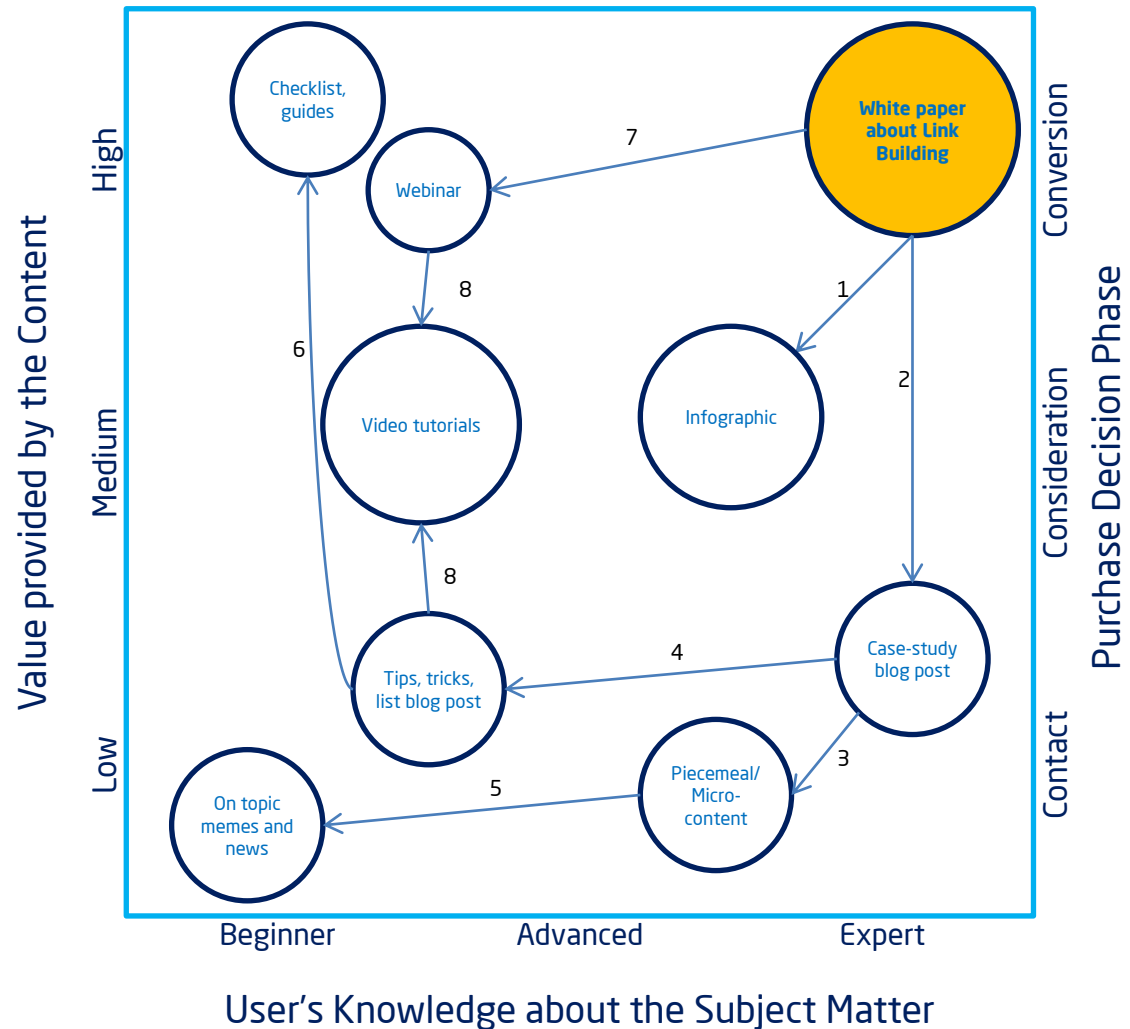 Value provided by the Content
High
Medium
Low
Checklist,
guides
Webinar
White paper
about Link
Building
7
8
1
6
2
Video tutorials
Infographic
8
4
Case-study
blog post
Tips, tricks,
list blog post
3
5
Piecemeal/
Micro-
content
On topic
memes and
news
Conversion
Consideration
Contact
Purchase Decision Phase
Beginner
Advanced
Expert
User's Knowledge about the Subject Matter